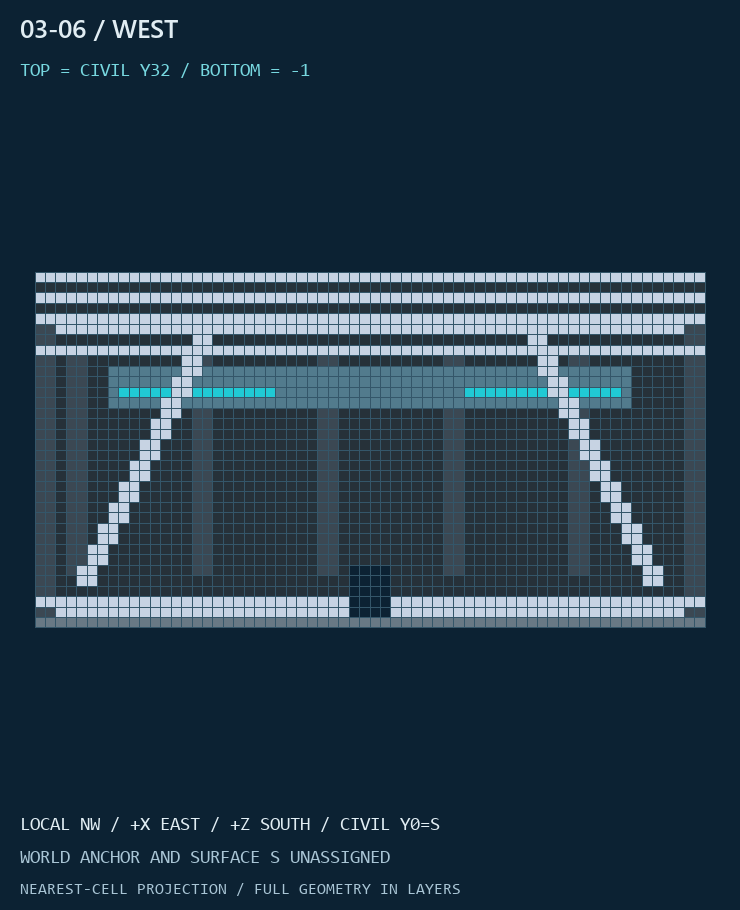 03-06 / WEST
TOP = CIVIL Y32 / BOTTOM = -1
LOCAL NW / +X EAST / +Z SOUTH / CIVIL Y0=S
WORLD ANCHOR AND SURFACE S UNASSIGNED
NEAREST-CELL PROJECTION / FULL GEOMETRY IN LAYERS